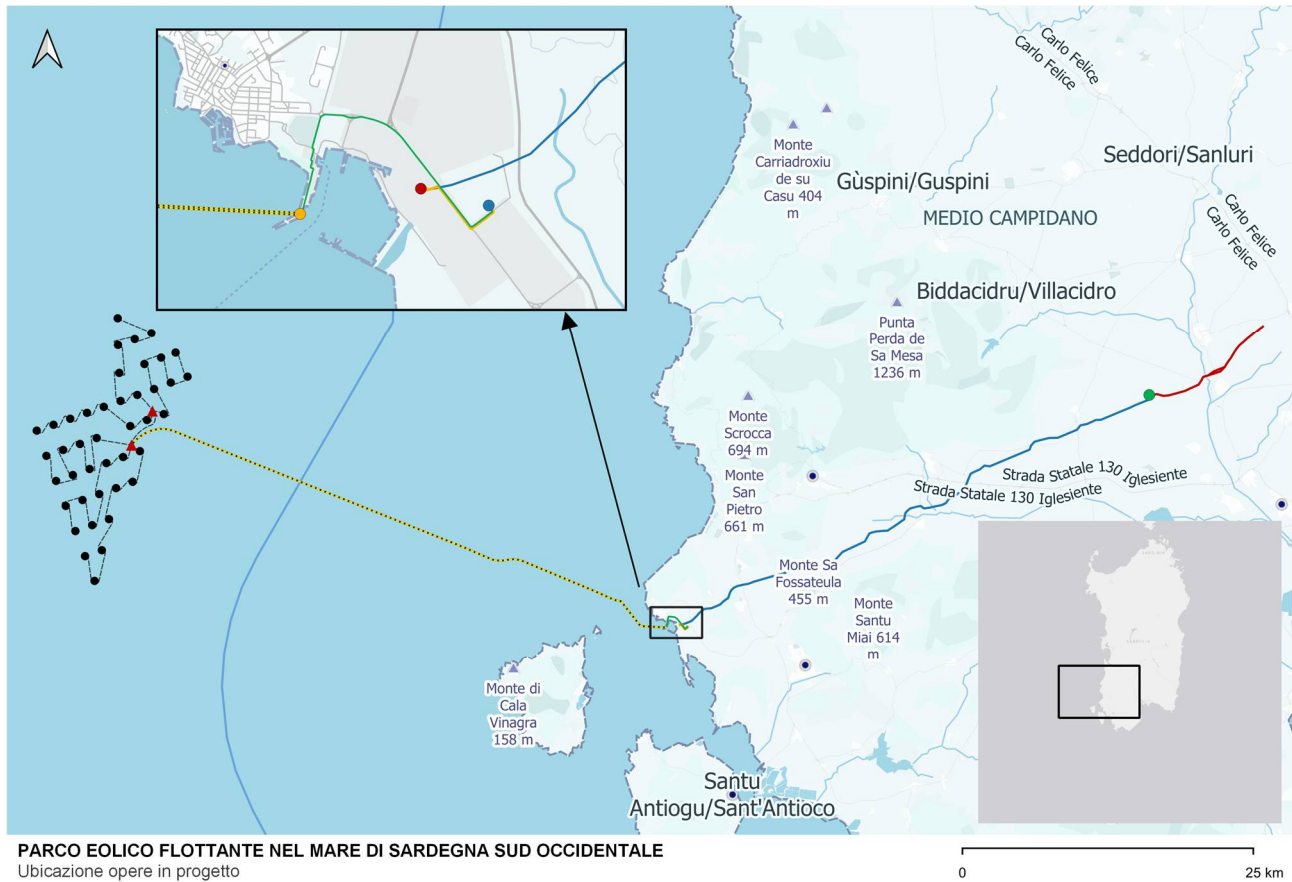 Carlo Felice
Carlo Felice
Monte
Carriadroxiu
de su
Casu 404
m
Seddori/Sanluri
Gùspini/Guspini
MEDIO CAMPIDANO
Carlo Felice
Carlo Felice
Biddacidru/Villacidro
Punta
Perda de
Sa Mesa
1236 m
Monte
Scrocca
694 m
Monte
San
Pietro
661 m
Strada Statale 130 Iglesiente
Strada Statale 130 Iglesiente
Monte Sa
Fossateula
455 m
Monte
Santu
Miai 614
m
Monte di
Cala
Vinagra
158 m
Santu
Antiogu/Sant'Antioco
PARCO EOLICO FLOTTANTE NEL MARE DI SARDEGNA SUD OCCIDENTALE
Ubicazione opere in progetto
0
25 km